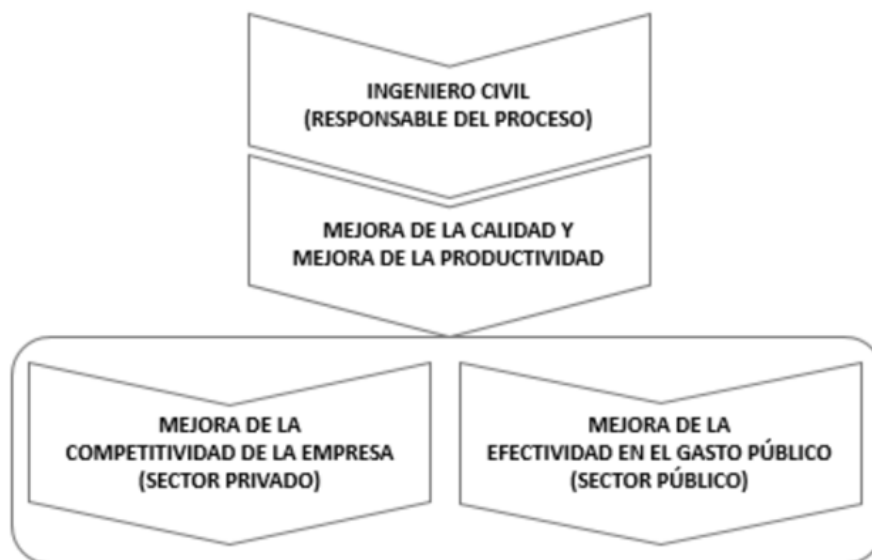 INGENIERO CIVIL
(RESPONSABLE DEL PROCESO)
MEJORA DE LA CALIDAD Y
MEJORA DE LA PRODUCTIVIDAD
MEJORA DE LA
COMPETITIVIDAD DE LA EMPRESA
(SECTOR PRIVADO)
MEJORA DE LA
EFECTIVIDAD EN EL GASTO PÚBLICO
(SECTOR PÚBLICO)